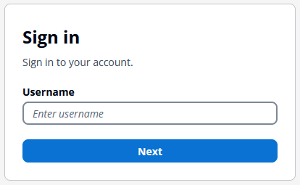 Sign in
Sign in to your account.
Username
Enter username
Next